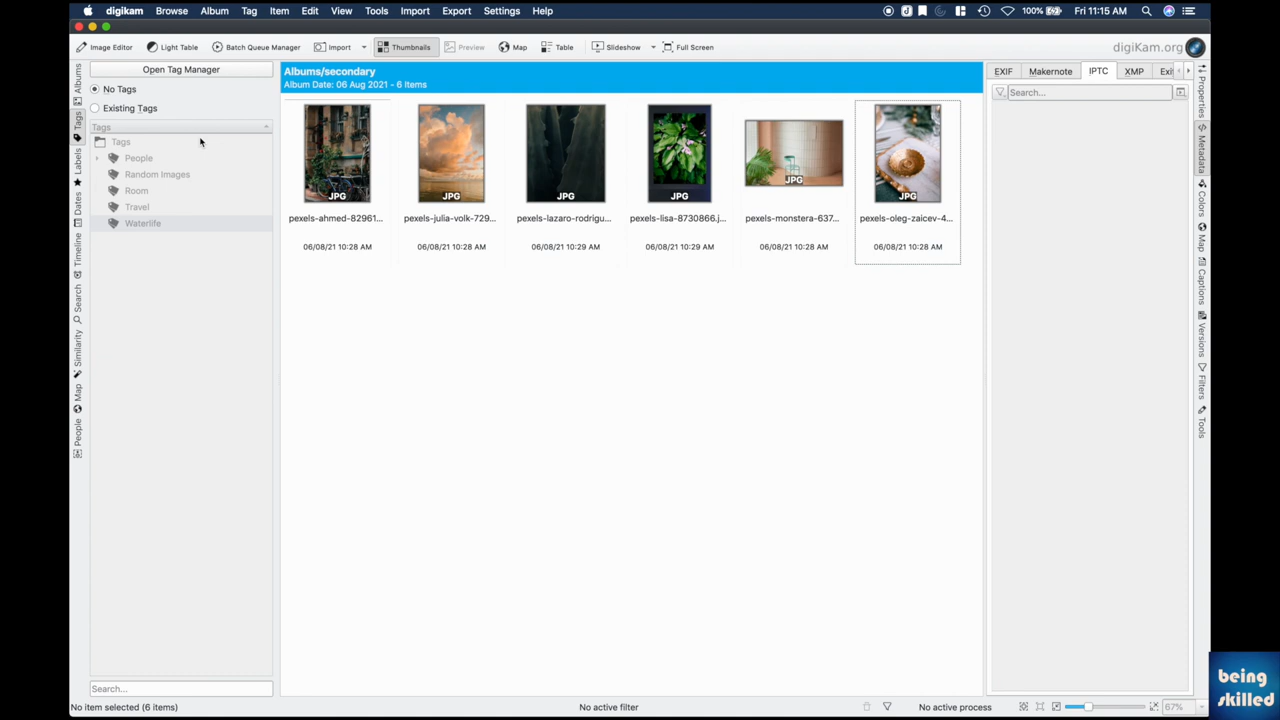 digikam Browse Album Tag Item Edit View Tools Import Export Settings Help 100% Fri 11:15 AM
Image Editor Light Table Batch Queue Manager Import Thumbnails Preview Map Table Slideshow Full Screen digiKam.org
Albums
Tags
Labels
Dates
Timeline
Search
Similarity
Map
People
Open Tag Manager
No Tags
Existing Tags
Tags
Tags
People
Random Images
Room
Travel
Waterlife
Search...
Albums/secondary
Album Date: 06 Aug 2021 - 6 Items
JPG JPG JPG JPG JPG JPG
pexels-ahmed-82961... pexels-julia-volk-729... pexels-lazaro-rodrigu... pexels-lisa-8730866.j... pexels-monstera-637... pexels-oleg-zaicev-4...
06/08/21 10:28 AM 06/08/21 10:28 AM 06/08/21 10:29 AM 06/08/21 10:29 AM 06/08/21 10:28 AM 06/08/21 10:28 AM
EXIF Makernote IPTC XMP Exi
Search...
Properties
Metadata
Colors
Map
Captions
Versions
Filters
Tools
No item selected (6 items) No active filter No active process 67%
being
skilled